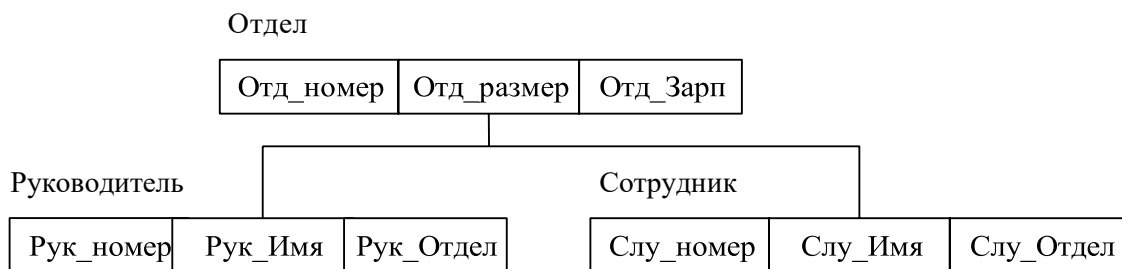 Отдел
Отд_номер Отд_размер Отд_Зарп
Руководитель Сотрудник
Рук_номер Рук_Имя Рук_Отдел Слу_номер Слу_Имя Слу_Отдел